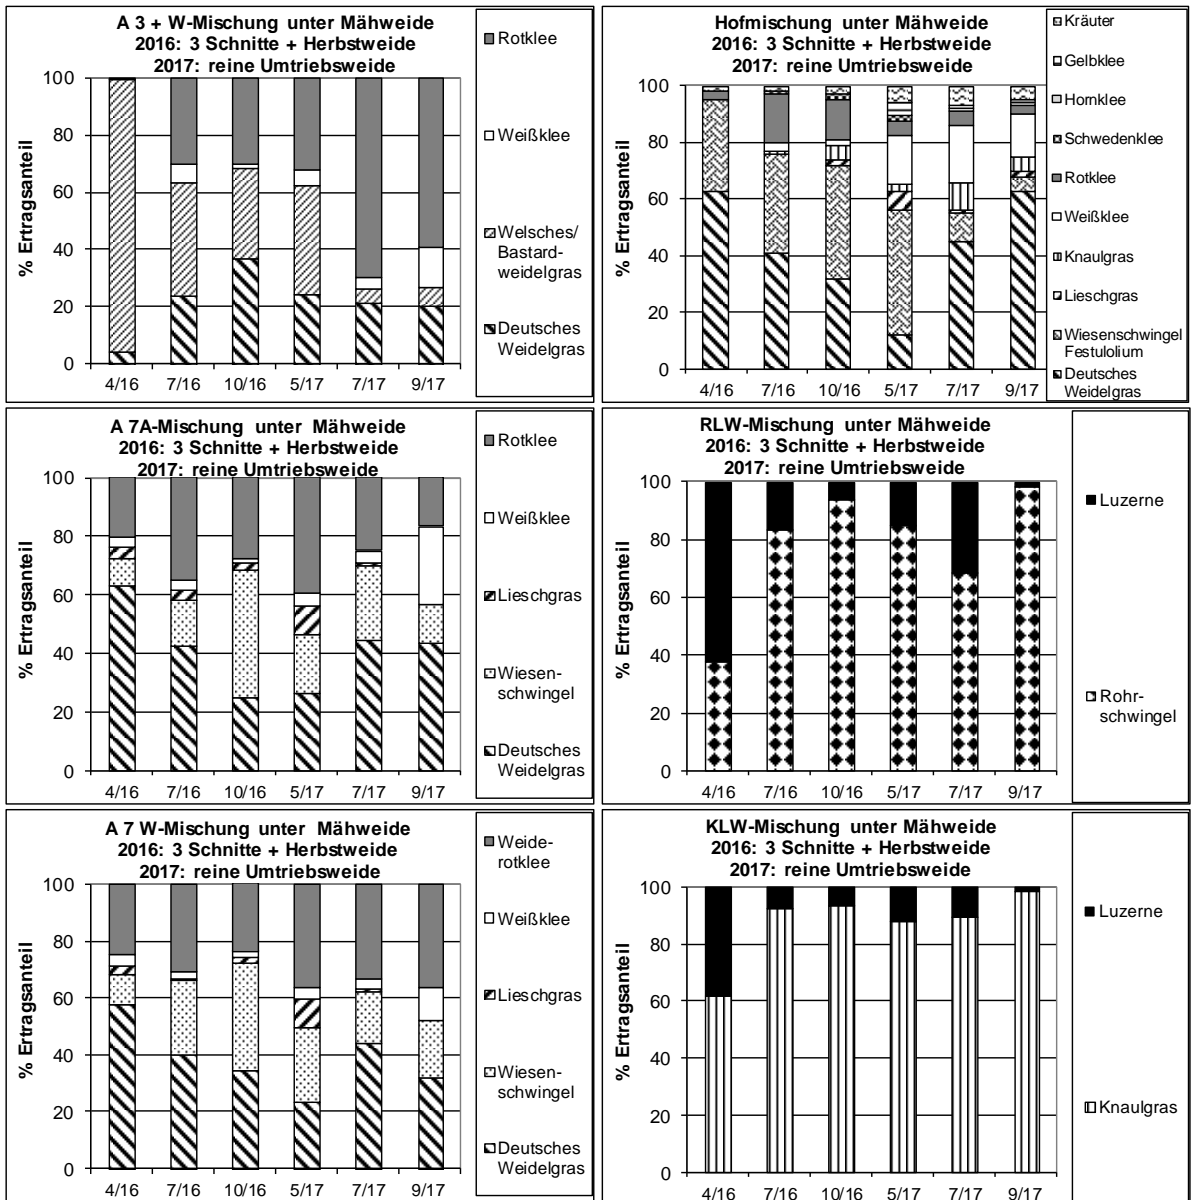 A 3 + W-Mischung unter Mähweide
2016: 3 Schnitte + Herbstweide
2017: reine Umtriebsweide
% Ertragsanteil
100
80
60
40
20
0
4/16 7/16 10/16 5/17 7/17 9/17
Rotklee
Weißklee
Welsches/
Bastard-
weidelgras
Deutsches
Weidelgras
Hofmischung unter Mähweide
2016: 3 Schnitte + Herbstweide
2017: reine Umtriebsweide
% Ertragsanteil
100
80
60
40
20
0
4/16 7/16 10/16 5/17 7/17 9/17
Kräuter
Gelbklee
Hornklee
Schwedenklee
Rotklee
Weißklee
Knaulgras
Lieschgras
Wiesenschwingel
Festulolium
Deutsches
Weidelgras
A 7A-Mischung unter Mähweide
2016: 3 Schnitte + Herbstweide
2017: reine Umtriebsweide
% Ertragsanteil
100
80
60
40
20
0
4/16 7/16 10/16 5/17 7/17 9/17
Rotklee
Weißklee
Lieschgras
Wiesen-
schwingel
Deutsches
Weidelgras
RLW-Mischung unter Mähweide
2016: 3 Schnitte + Herbstweide
2017: reine Umtriebsweide
% Ertragsanteil
100
80
60
40
20
0
4/16 7/16 10/16 5/17 7/17 9/17
Luzerne
Rohr-
schwingel
A 7 W-Mischung unter Mähweide
2016: 3 Schnitte + Herbstweide
2017: reine Umtriebsweide
% Ertragsanteil
100
80
60
40
20
0
4/16 7/16 10/16 5/17 7/17 9/17
Weide-
rotklee
Weißklee
Lieschgras
Wiesen-
schwingel
Deutsches
Weidelgras
KLW-Mischung unter Mähweide
2016: 3 Schnitte + Herbstweide
2017: reine Umtriebsweide
% Ertragsanteil
100
80
60
40
20
0
4/16 7/16 10/16 5/17 7/17 9/17
Luzerne
Knaulgras